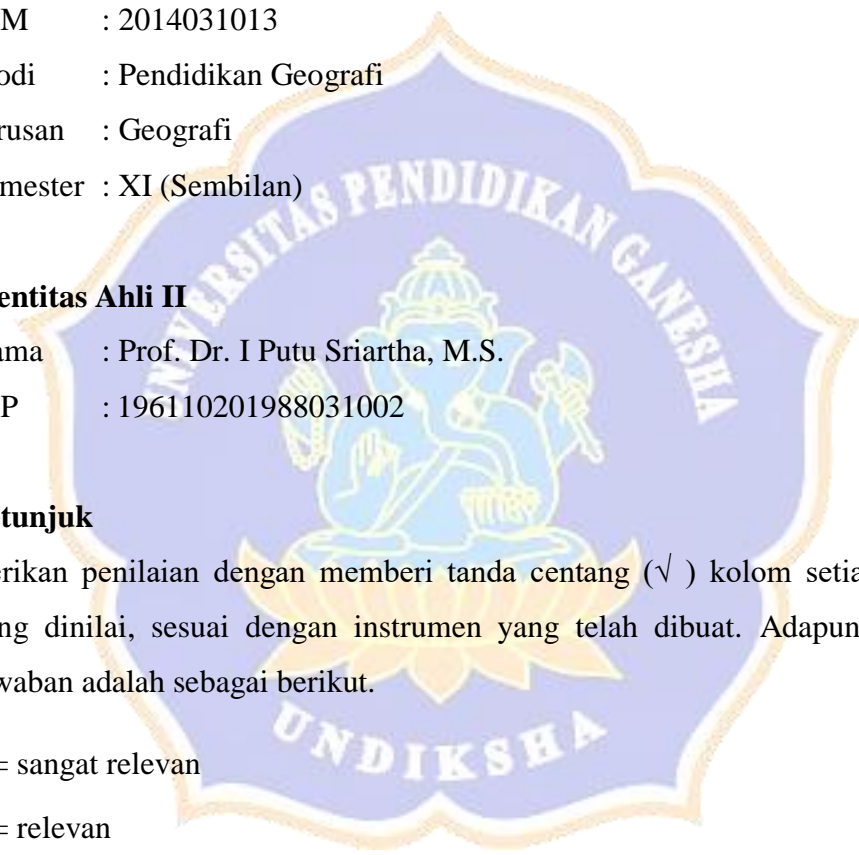 M : 2014031013
odi : Pendidikan Geografi
rusan : Geografi
mester : XI (Sembilan)
UNIVERSITAS PENDIDIKAN GANESHA
entitas Ahli II
ama : Prof. Dr. I Putu Sriartha, M.S.
P : 196110201988031002
tunjuk
erikan penilaian dengan memberi tanda centang (√ ) kolom setia
ng dinilai, sesuai dengan instrumen yang telah dibuat. Adapun
waban adalah sebagai berikut.
UNDIKSHA
= sangat relevan
= relevan